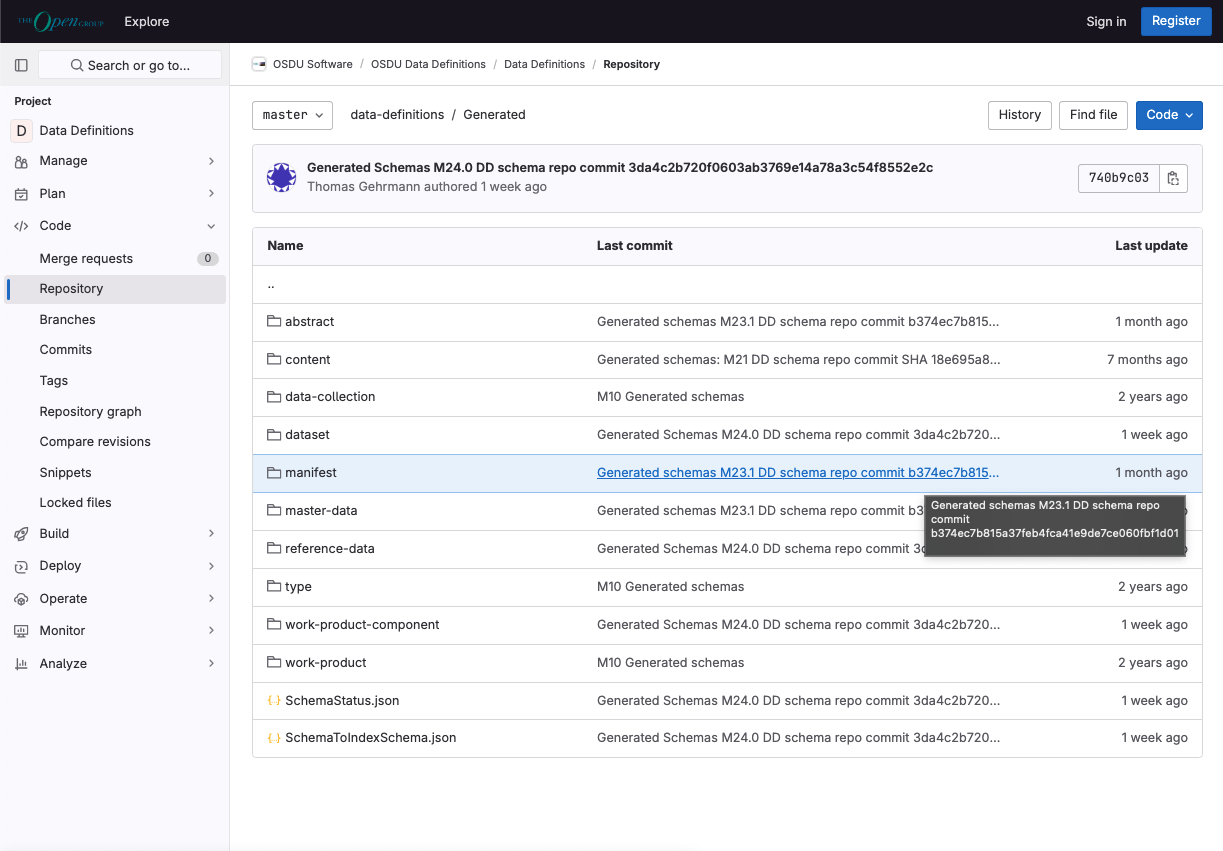 THE Open GROUP
Explore
Sign in
Register
Search or go to...
OSDU Software / OSDU Data Definitions / Data Definitions / Repository
Project
D Data Definitions
Manage
Plan
Code
Merge requests 0
Repository
Branches
Commits
Tags
Repository graph
Compare revisions
Snippets
Locked files
Build
Deploy
Operate
Monitor
Analyze
master
data-definitions / Generated
History
Find file
Code
Generated Schemas M24.0 DD schema repo commit 3da4c2b720f0603ab3769e14a78a3c54f8552e2c
Thomas Gehrmann authored 1 week ago
740b9c03
Name Last commit Last update
..
abstract Generated schemas M23.1 DD schema repo commit b374ec7b815... 1 month ago
content Generated schemas: M21 DD schema repo commit SHA 18e695a8... 7 months ago
data-collection M10 Generated schemas 2 years ago
dataset Generated Schemas M24.0 DD schema repo commit 3da4c2b720... 1 week ago
manifest Generated schemas M23.1 DD schema repo commit b374ec7b815... 1 month ago
master-data Generated schemas M23.1 DD schema repo commit b3
Generated schemas M23.1 DD schema repo
commit
b374ec7b815a37feb4fca41e9de7ce060fbf1d01
reference-data Generated Schemas M24.0 DD schema repo commit 3d
type M10 Generated schemas 2 years ago
work-product-component Generated Schemas M24.0 DD schema repo commit 3da4c2b720... 1 week ago
work-product M10 Generated schemas 2 years ago
{..} SchemaStatus.json Generated Schemas M24.0 DD schema repo commit 3da4c2b720... 1 week ago
{..} SchemaToIndexSchema.json Generated Schemas M24.0 DD schema repo commit 3da4c2b720... 1 week ago